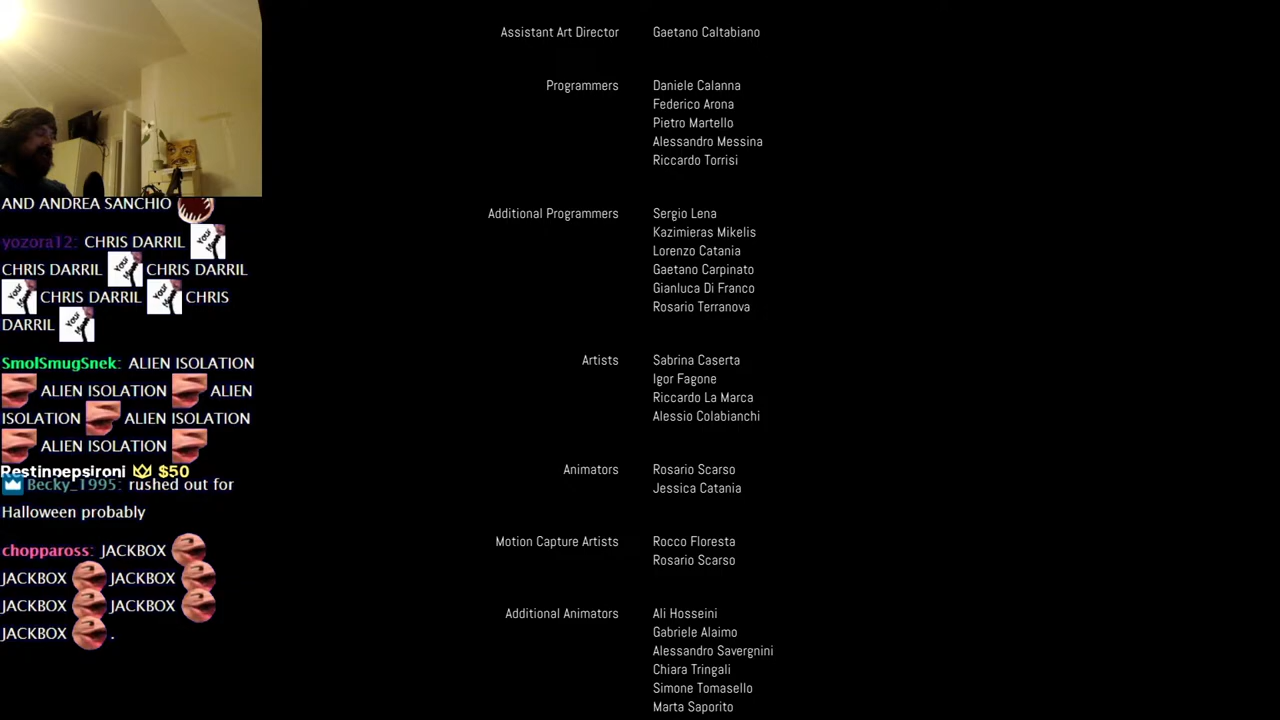 AND ANDREA SANCHIO
yozora12: CHRIS DARRIL
CHRIS DARRIL CHRIS DARRIL
CHRIS DARRIL CHRIS
DARRIL
SmolSmugSnek: ALIEN ISOLATION
ALIEN ISOLATION ALIEN
ISOLATION ALIEN ISOLATION
ALIEN ISOLATION
Restinpepsironi $50
Becky_1995: rushed out for
Halloween probably
choppaross: JACKBOX
JACKBOX JACKBOX
JACKBOX JACKBOX
JACKBOX .
Assistant Art Director Gaetano Caltabiano
Programmers Daniele Calanna
Federico Arona
Pietro Martello
Alessandro Messina
Riccardo Torrisi
Additional Programmers Sergio Lena
Kazimieras Mikelis
Lorenzo Catania
Gaetano Carpinato
Gianluca Di Franco
Rosario Terranova
Artists Sabrina Caserta
Igor Fagone
Riccardo La Marca
Alessio Colabianchi
Animators Rosario Scarso
Jessica Catania
Motion Capture Artists Rocco Floresta
Rosario Scarso
Additional Animators Ali Hosseini
Gabriele Alaimo
Alessandro Savergnini
Chiara Tringali
Simone Tomasello
Marta Saporito